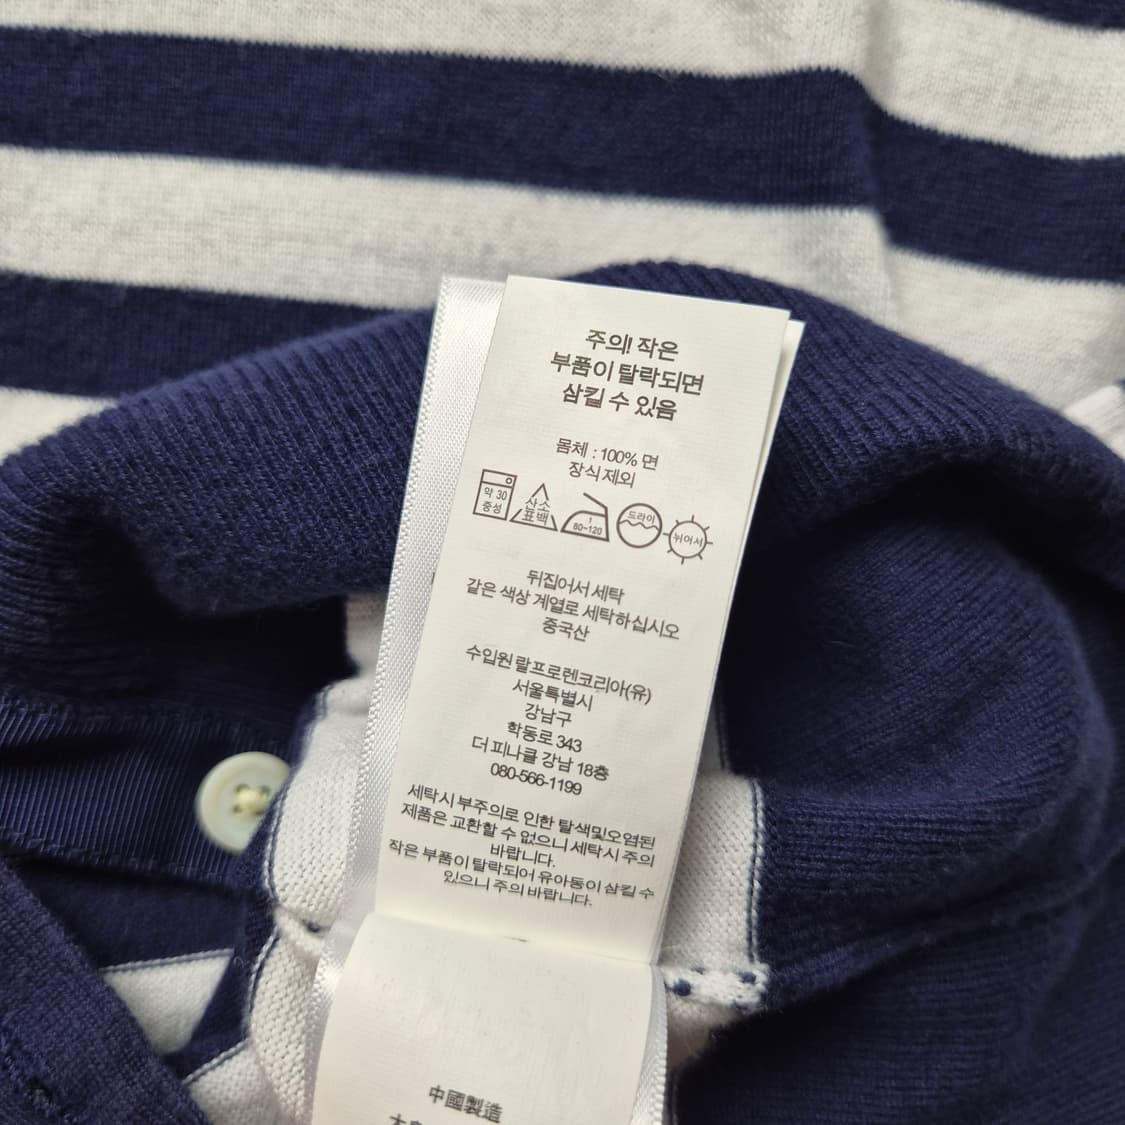 주의! 작은
부품이 탈락되면
삼킬 수 있음
몸체 : 100% 면
장식제외
약 30
중성
산소
표백
1
80~120
드라이
뉘어서
뒤집어서 세탁
같은 색상 계열로 세탁하십시오
중국산
수입원 랄프로렌코리아(유)
서울특별시
강남구
학동로 343
더 피나클 강남 18층
080-566-1199
세탁시 부주의로 인한 탈색및오염된
제품은 교환할 수 없으니 세탁시 주의
바랍니다.
작은 부품이 탈락되어 유아동이 삼킬 수
있으니 주의 바랍니다.
中國製造